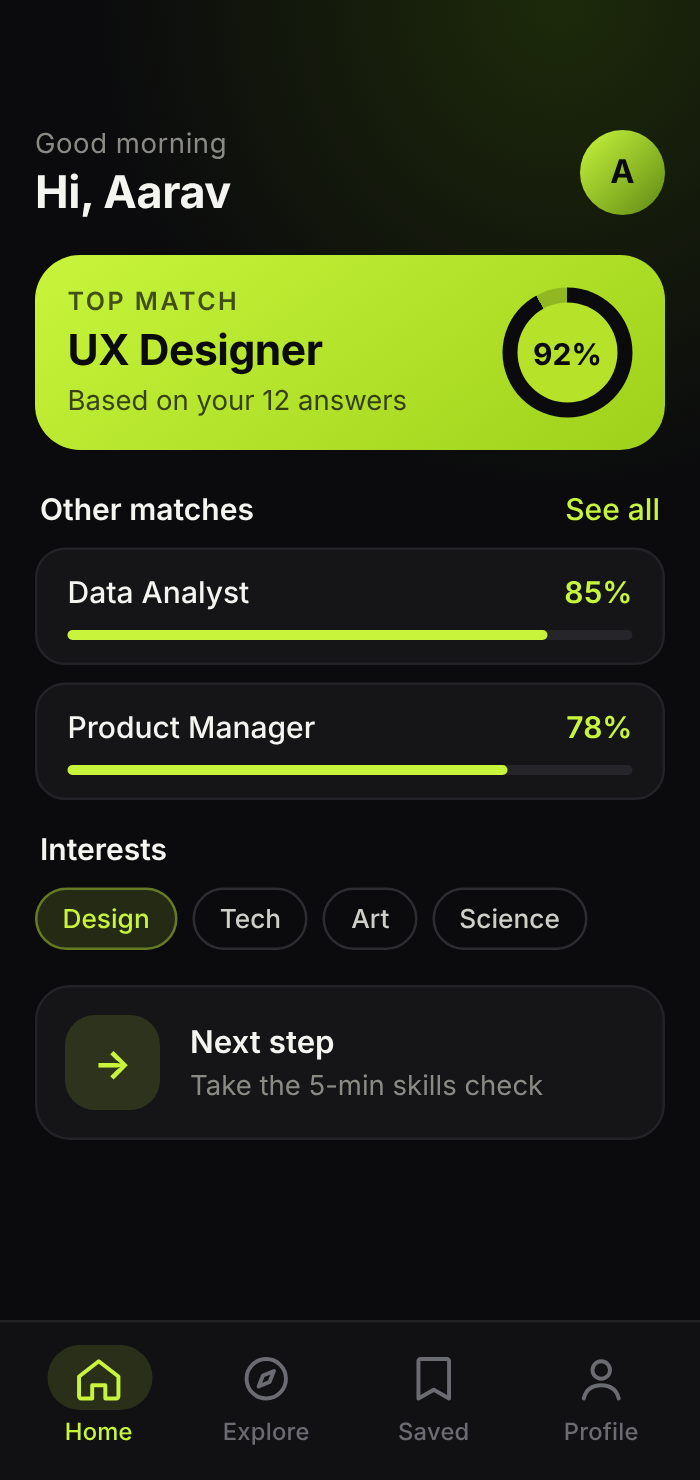 Good morning
Hi, Aarav
A
TOP MATCH
UX Designer
Based on your 12 answers
92%
Other matches
See all
Data Analyst
85%
Product Manager
78%
Interests
Design
Tech
Art
Science
Next step
Take the 5-min skills check
Home
Explore
Saved
Profile